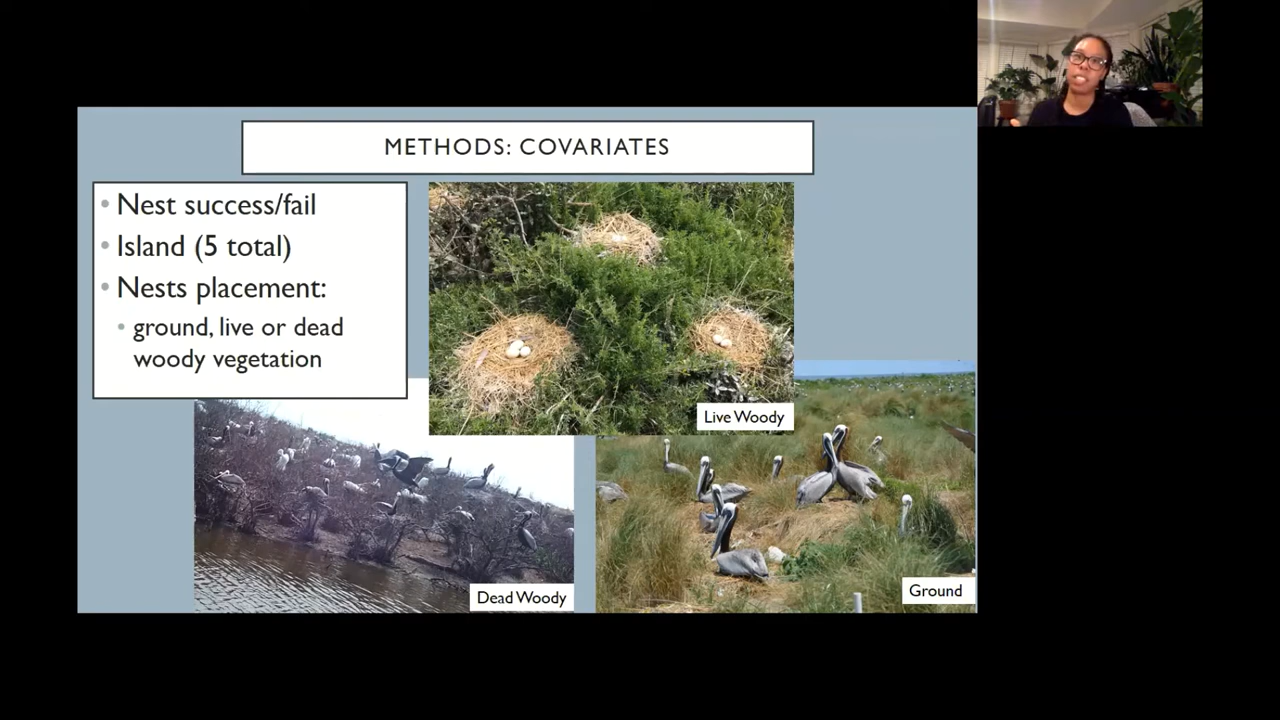 METHODS: COVARIATES
Nest success/fail
Island (5 total)
Nests placement:
ground, live or dead
woody vegetation
Live Woody
Dead Woody
Ground